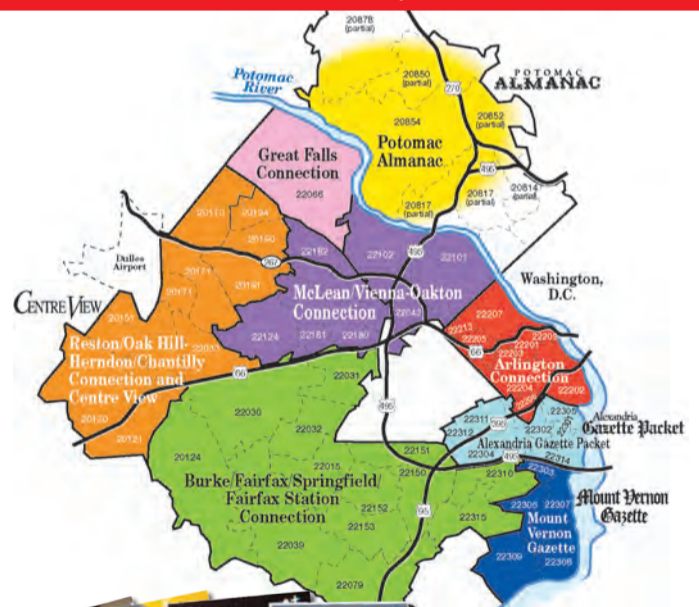 20878
(partial)
Potomac
River
20850
(partial)
270
POTOMAC
ALMANAC
20854
20852
(partial)
Potomac
Almanac
Great Falls
Connection
22066
495
20817
(partial)
20814
(partial)
20817
(partial)
20170
20194
20190
Dulles
Airport
267
22182
22102
495
22101
20171
20191
McLean/Vienna-Oakton
Connection
22043
22124
22181
22180
Washington,
D.C.
CENTRE VIEW
20151
22033
Reston/Oak Hill-
Herndon/Chantilly
Connection and
Centre View
20120
20121
66
22207
22213
22205
66
22203
22201
Arlington
Connection
22204
22202
22206
22031
22030
22032
495
22311
22312
395
22302
22305
22301
Alexandria
Gazette Packet
Alexandria Gazette Packet
22304
495
22314
20124
22015
22151
22150
22310
22303
Burke/Fairfax/Springfield/
Fairfax Station
Connection
22152
22153
95
22315
22306
22307
Mount Vernon
Gazette
Mount
Vernon
Gazette
22039
22309
22308
22079